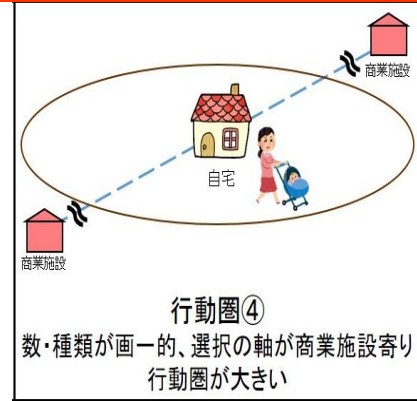 商業施設
自宅
商業施設
行動圏④
数・種類が画一的、選択の軸が商業施設寄り
行動圏が大きい